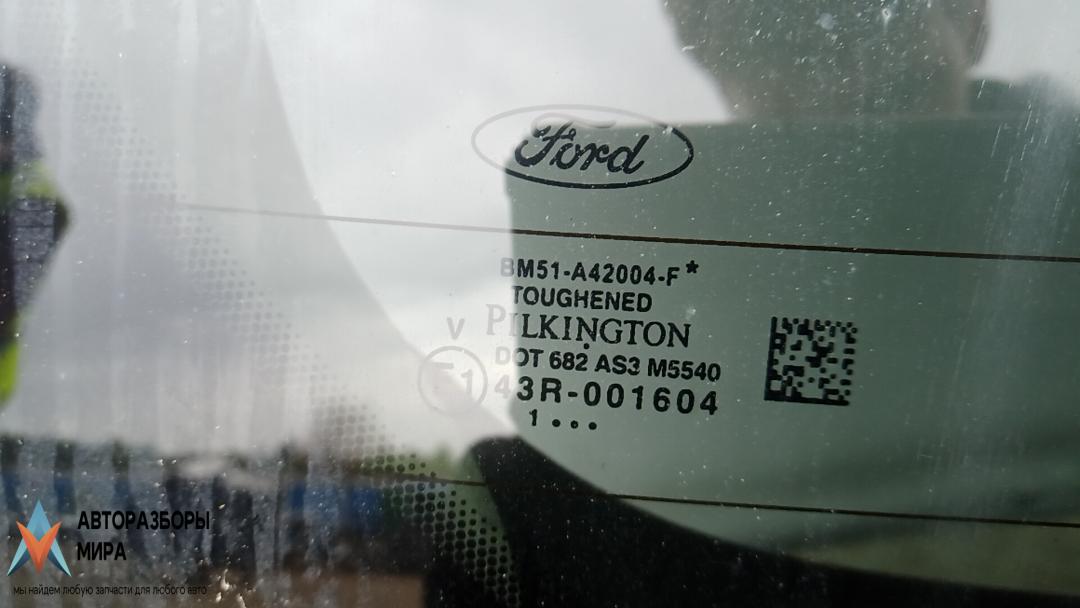 Ford
BM51-A42004-F*
TOUGHENED
V PILKINGTON
DOT 682 AS3 M5540
E1 43R-001604
1 • • •
АВТОРАЗБОРЫ
МИРА
мы найдем любую запчасти для любого авто